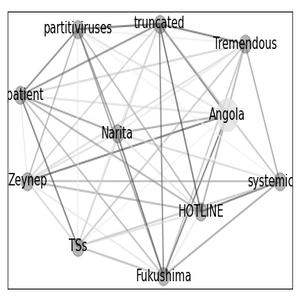 partitiviruses
truncated
Tremendous
patient
Angola
Narita
Zeynep
systemic
HOTLINE
TSs
Fukushima